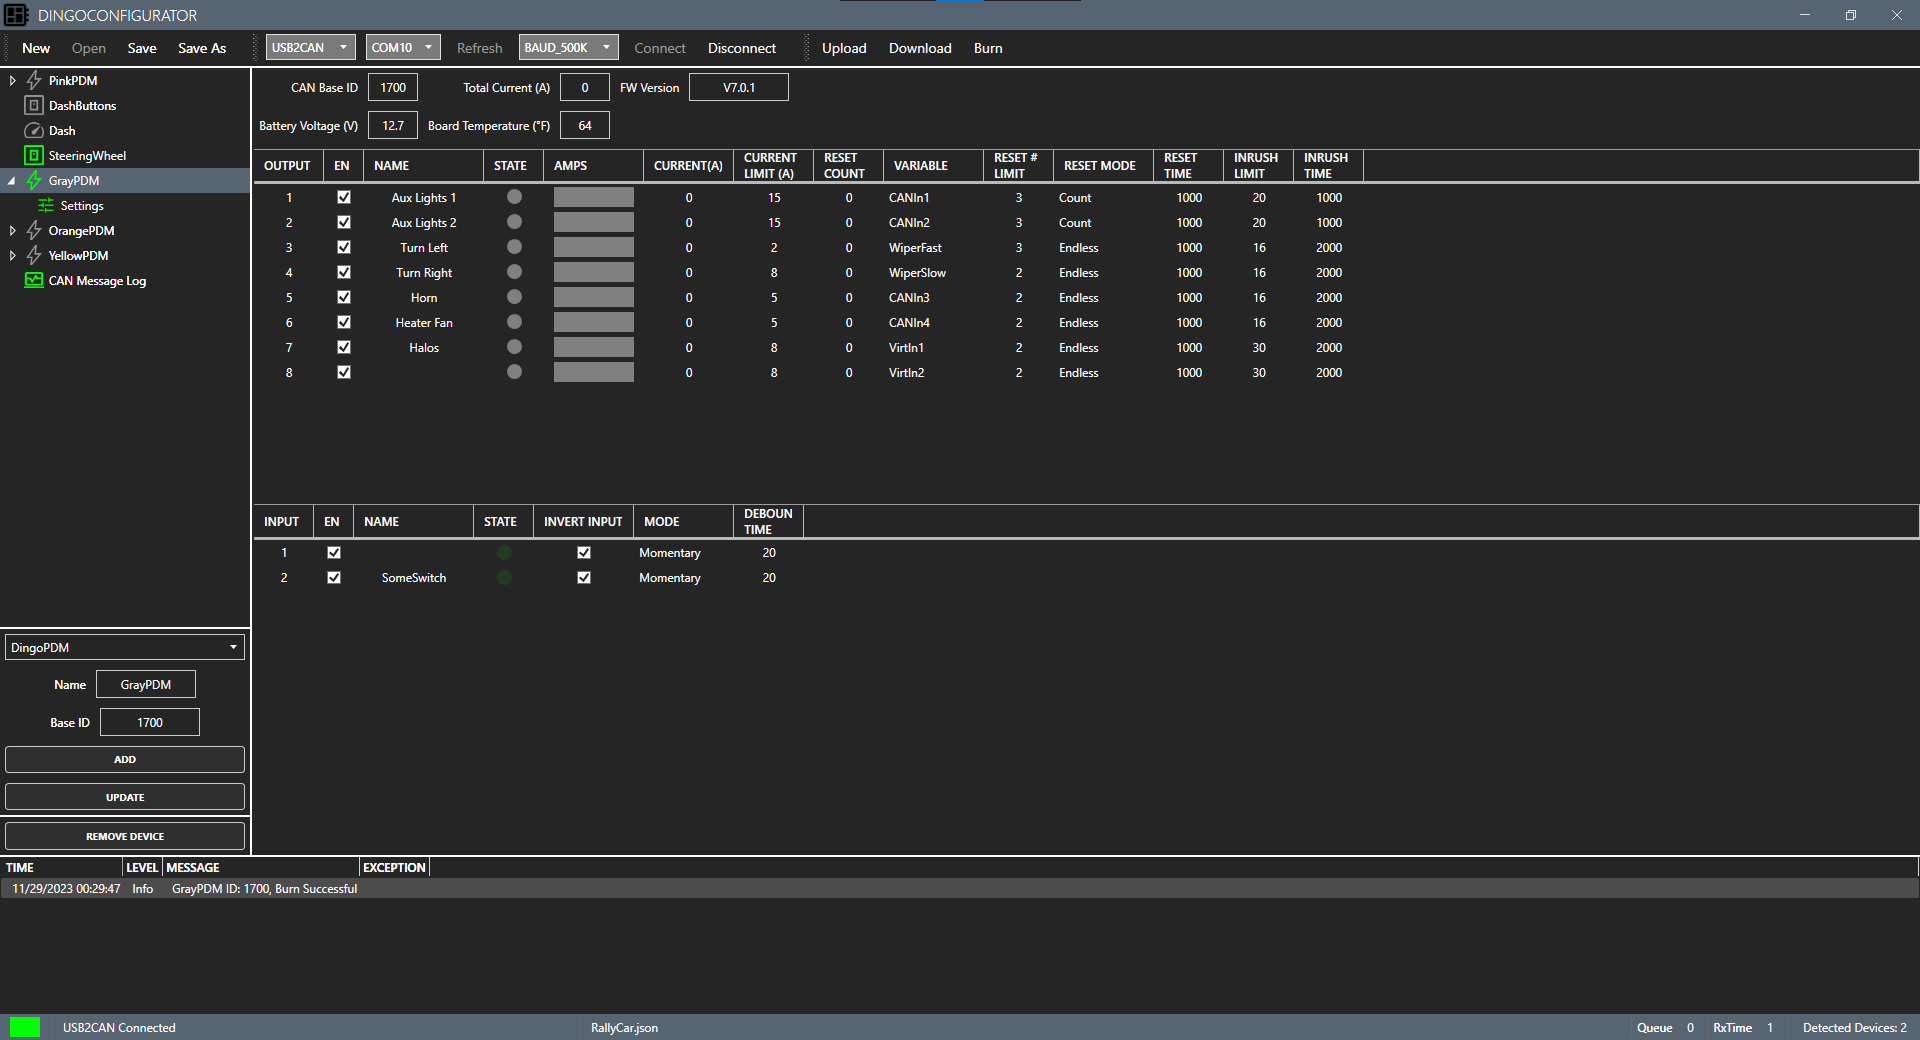 DINGOCONFIGURATOR
New Open Save Save As USB2CAN COM10 Refresh BAUD_500K Connect Disconnect Upload Download Burn
PinkPDM
DashButtons
Dash
SteeringWheel
GrayPDM
Settings
OrangePDM
YellowPDM
CAN Message Log
CAN Base ID 1700 Total Current (A) 0 FW Version V7.0.1
Battery Voltage (V) 12.7 Board Temperature (°F) 64
OUTPUT EN NAME STATE AMPS CURRENT(A) CURRENT LIMIT (A) RESET COUNT VARIABLE RESET # LIMIT RESET MODE RESET TIME INRUSH LIMIT INRUSH TIME
1 Aux Lights 1 0 15 0 CANIn1 3 Count 1000 20 1000
2 Aux Lights 2 0 15 0 CANIn2 3 Count 1000 20 1000
3 Turn Left 0 2 0 WiperFast 3 Endless 1000 16 2000
4 Turn Right 0 8 0 WiperSlow 2 Endless 1000 16 2000
5 Horn 0 5 0 CANIn3 2 Endless 1000 16 2000
6 Heater Fan 0 5 0 CANIn4 2 Endless 1000 16 2000
7 Halos 0 8 0 VirtIn1 2 Endless 1000 30 2000
8 0 8 0 VirtIn2 2 Endless 1000 30 2000
INPUT EN NAME STATE INVERT INPUT MODE DEBOUN TIME
1 Momentary 20
2 SomeSwitch Momentary 20
DingoPDM
Name GrayPDM
Base ID 1700
ADD
UPDATE
REMOVE DEVICE
TIME LEVEL MESSAGE EXCEPTION
11/29/2023 00:29:47 Info GrayPDM ID: 1700, Burn Successful
USB2CAN Connected RallyCar.json Queue 0 RxTime 1 Detected Devices: 2